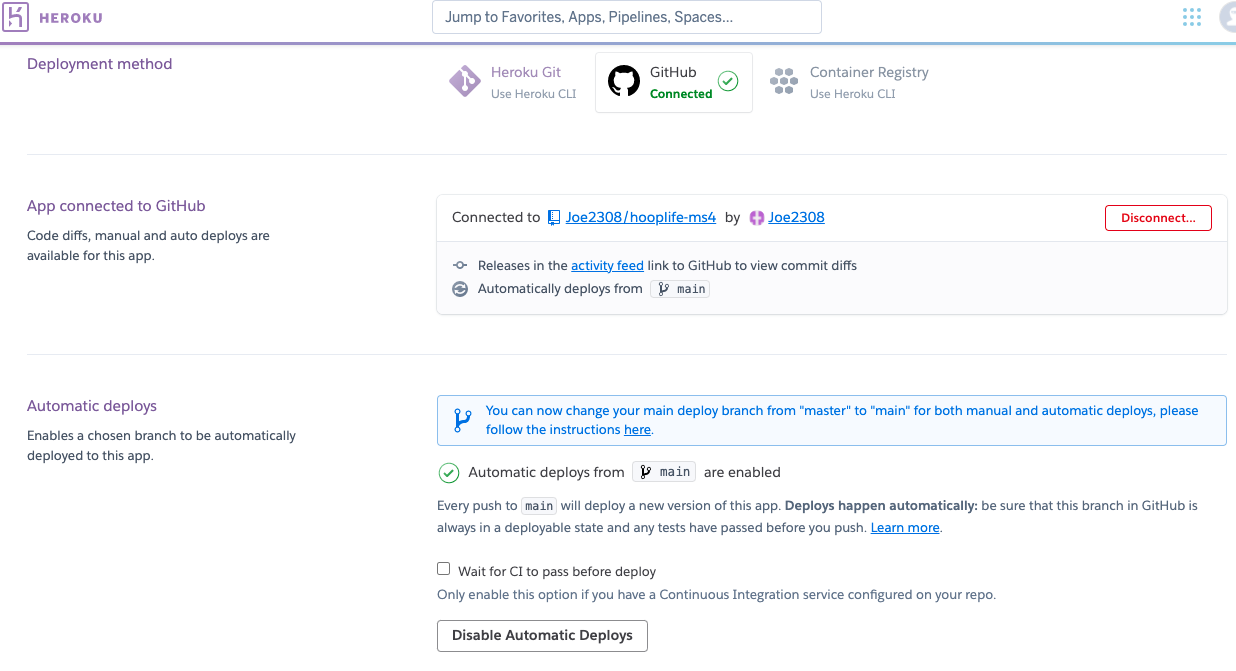 HEROKU
Jump to Favorites, Apps, Pipelines, Spaces...
Deployment method
Heroku Git
Use Heroku CLI
GitHub
Connected
Container Registry
Use Heroku CLI
App connected to GitHub
Code diffs, manual and auto deploys are
available for this app.
Connected to Joe2308/hooplife-ms4 by Joe2308
Disconnect...
Releases in the activity feed link to GitHub to view commit diffs
Automatically deploys from main
Automatic deploys
Enables a chosen branch to be automatically
deployed to this app.
You can now change your main deploy branch from "master" to "main" for both manual and automatic deploys, please
follow the instructions here.
Automatic deploys from main are enabled
Every push to main will deploy a new version of this app. Deploys happen automatically: be sure that this branch in GitHub is
always in a deployable state and any tests have passed before you push. Learn more.
Wait for CI to pass before deploy
Only enable this option if you have a Continuous Integration service configured on your repo.
Disable Automatic Deploys